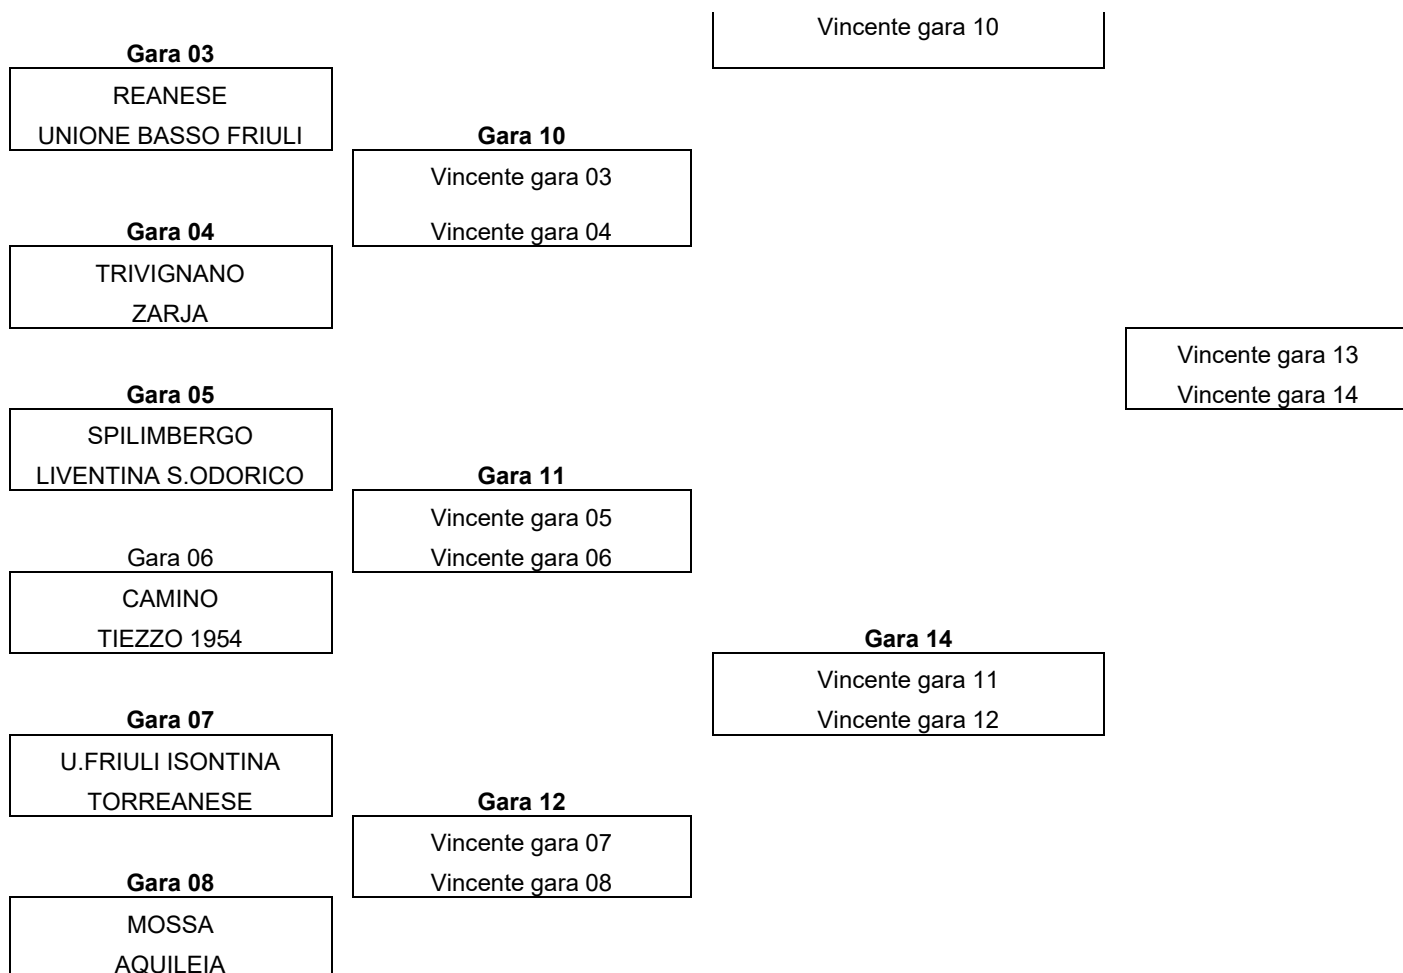 Vincente gara 10
Gara 03
REANESE
UNIONE BASSO FRIULI
Gara 10
Vincente gara 03
Vincente gara 04
Gara 04
TRIVIGNANO
ZARJA
Vincente gara 13
Vincente gara 14
Gara 05
SPILIMBERGO
LIVENTINA S.ODORICO
Gara 11
Vincente gara 05
Vincente gara 06
Gara 06
CAMINO
TIEZZO 1954
Gara 14
Vincente gara 11
Vincente gara 12
Gara 07
U.FRIULI ISONTINA
TORREANESE
Gara 12
Vincente gara 07
Vincente gara 08
Gara 08
MOSSA
AQUILEIA